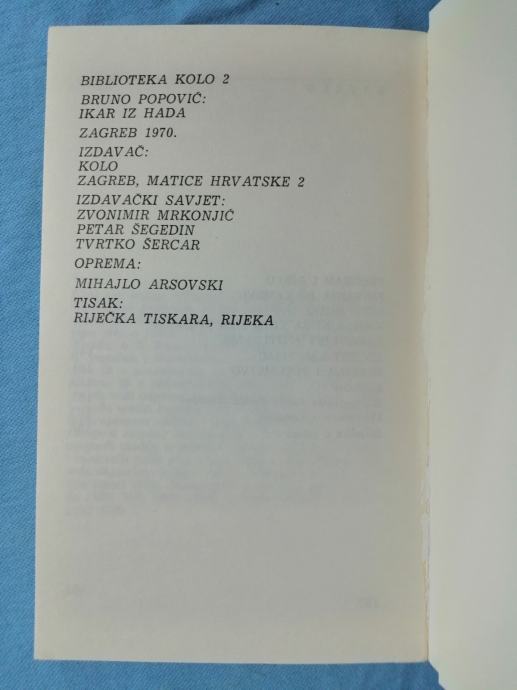 BIBLIOTEKA KOLO 2
BRUNO POPOVIĆ:
IKAR IZ HADA
ZAGREB 1970.
IZDAVAČ:
KOLO
ZAGREB, MATICE HRVATSKE 2
IZDAVAČKI SAVJET:
ZVONIMIR MRKONJIĆ
PETAR ŠEGEDIN
TVRTKO ŠERCAR
OPREMA:
MIHAJLO ARSOVSKI
TISAK:
RIJEČKA TISKARA, RIJEKA